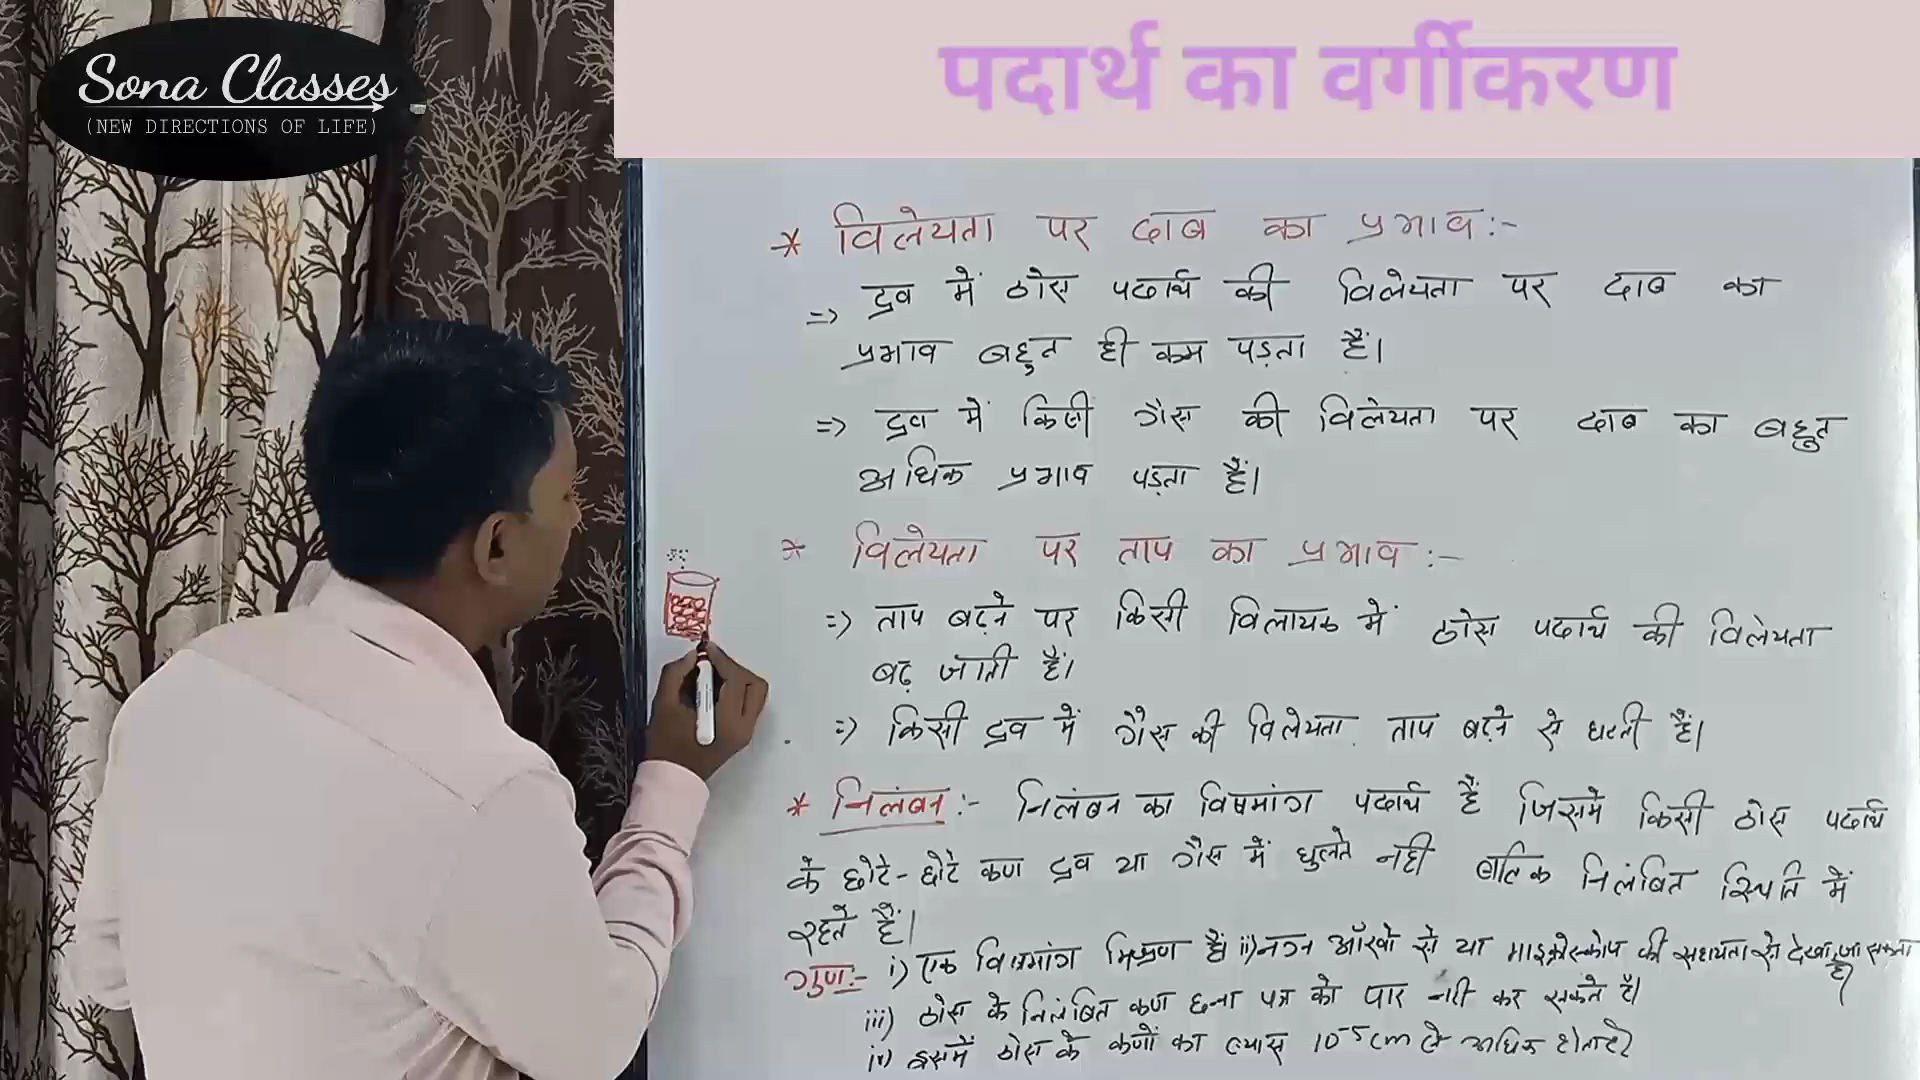 Sona Classes
(NEW DIRECTIONS OF LIFE)
पदार्थ का वर्गीकरण
* विलेयता पर दाब का प्रभाव:-
=> द्रव में ठोस पदार्थ की विलेयता पर दाब का
प्रभाव बहुत ही कम पड़ता हैं।
=> द्रव में किसी गैस की विलेयता पर दाब का बहुत
अधिक प्रभाव पड़ता हैं।
* विलेयता पर ताप का प्रभाव:-
=> ताप बढ़ने पर किसी विलायक में ठोस पदार्थ की विलेयता
बढ़ जाती हैं।
=> किसी द्रव में गैस की विलेयता ताप बढ़ने से घटती हैं।
* निलंबन:- निलंबन का विषमांग पदार्थ हैं जिसमें किसी ठोस पदार्थ
के छोटे-छोटे कण द्रव या गैस में घुलते नहीं बल्कि निलंबित स्थिति में
रहते हैं।
गुण:- i) एक विषमांग मिश्रण हैं ii) नग्न आँखों से या माइक्रोस्कोप की सहायता से देखा जा सकता है
iii) ठोस के निलंबित कण छना पत्र को पार नही कर सकते हैं।
iv) इसमें ठोस के कणों का व्यास 10⁻⁵cm से अधिक होता है